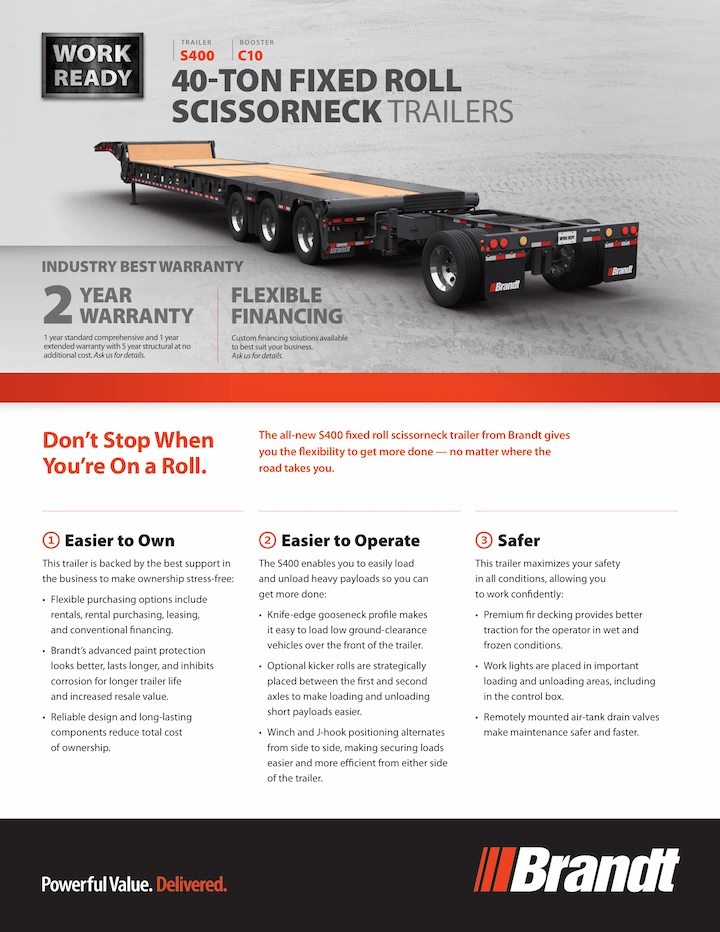 WORK
READY
TRAILER
S400
BOOSTER
C10
40-TON FIXED ROLL
SCISSORNECK TRAILERS
WORK READY
Brandt
Brandt
Brandt
INDUSTRY BEST WARRANTY
2 YEAR
WARRANTY
1 year standard comprehensive and 1 year
extended warranty with 5 year structural at no
additional cost. Ask us for details.
FLEXIBLE
FINANCING
Custom financing solutions available
to best suit your business.
Ask us for details.
Don't Stop When
You're On a Roll.
The all-new S400 fixed roll scissorneck trailer from Brandt gives
you the flexibility to get more done — no matter where the
road takes you.
1 Easier to Own
This trailer is backed by the best support in
the business to make ownership stress-free:
• Flexible purchasing options include
rentals, rental purchasing, leasing,
and conventional financing.
• Brandt's advanced paint protection
looks better, lasts longer, and inhibits
corrosion for longer trailer life
and increased resale value.
• Reliable design and long-lasting
components reduce total cost
of ownership.
2 Easier to Operate
The S400 enables you to easily load
and unload heavy payloads so you can
get more done:
• Knife-edge gooseneck profile makes
it easy to load low ground-clearance
vehicles over the front of the trailer.
• Optional kicker rolls are strategically
placed between the first and second
axles to make loading and unloading
short payloads easier.
• Winch and J-hook positioning alternates
from side to side, making securing loads
easier and more efficient from either side
of the trailer.
3 Safer
This trailer maximizes your safety
in all conditions, allowing you
to work confidently:
• Premium fir decking provides better
traction for the operator in wet and
frozen conditions.
• Work lights are placed in important
loading and unloading areas, including
in the control box.
• Remotely mounted air-tank drain valves
make maintenance safer and faster.
Powerful Value. Delivered.
Brandt